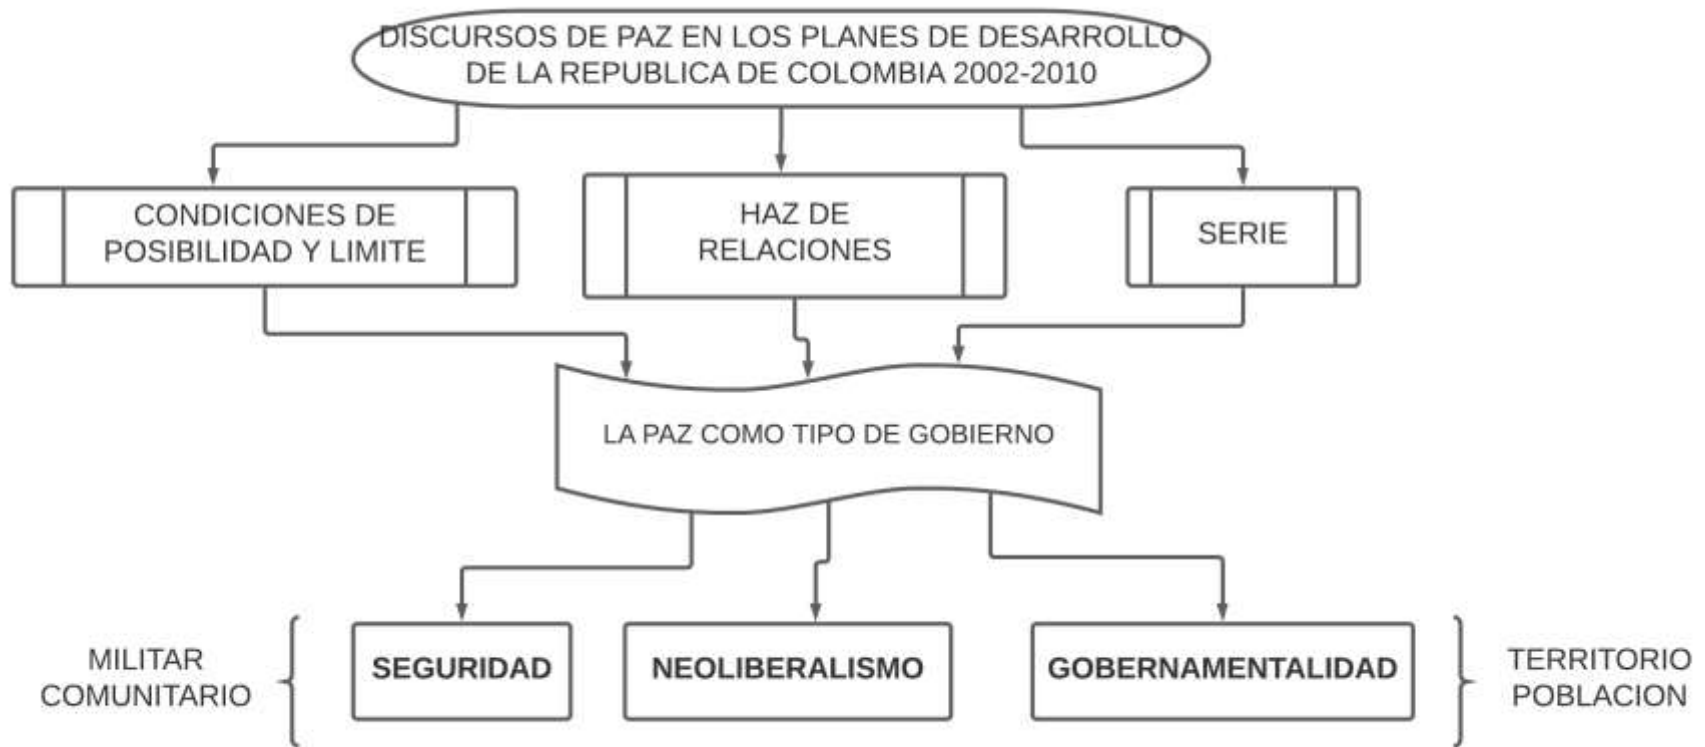 DISCURSOS DE PAZ EN LOS PLANES DE DESARROLLO
DE LA REPUBLICA DE COLOMBIA 2002-2010
CONDICIONES DE
POSIBILIDAD Y LIMITE
HAZ DE
RELACIONES
SERIE
LA PAZ COMO TIPO DE GOBIERNO
MILITAR
COMUNITARIO
SEGURIDAD
NEOLIBERALISMO
GOBERNAMENTALIDAD
TERRITORIO
POBLACION